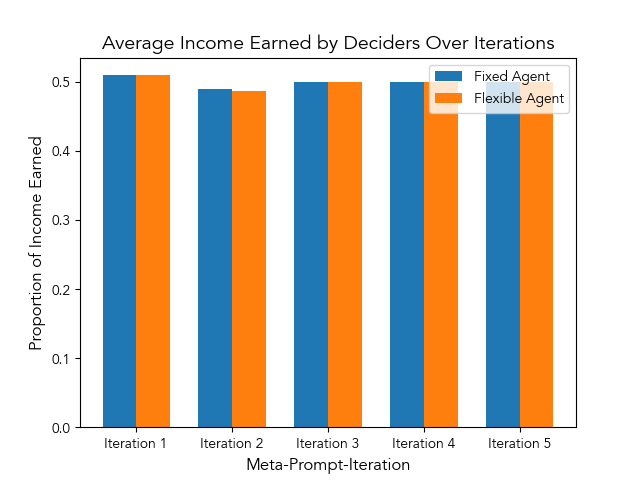 Average Income Earned by Deciders Over Iterations
Fixed Agent
Flexible Agent
Proportion of Income Earned
0.5
0.4
0.3
0.2
0.1
0.0
Iteration 1
Iteration 2
Iteration 3
Iteration 4
Iteration 5
Meta-Prompt-Iteration